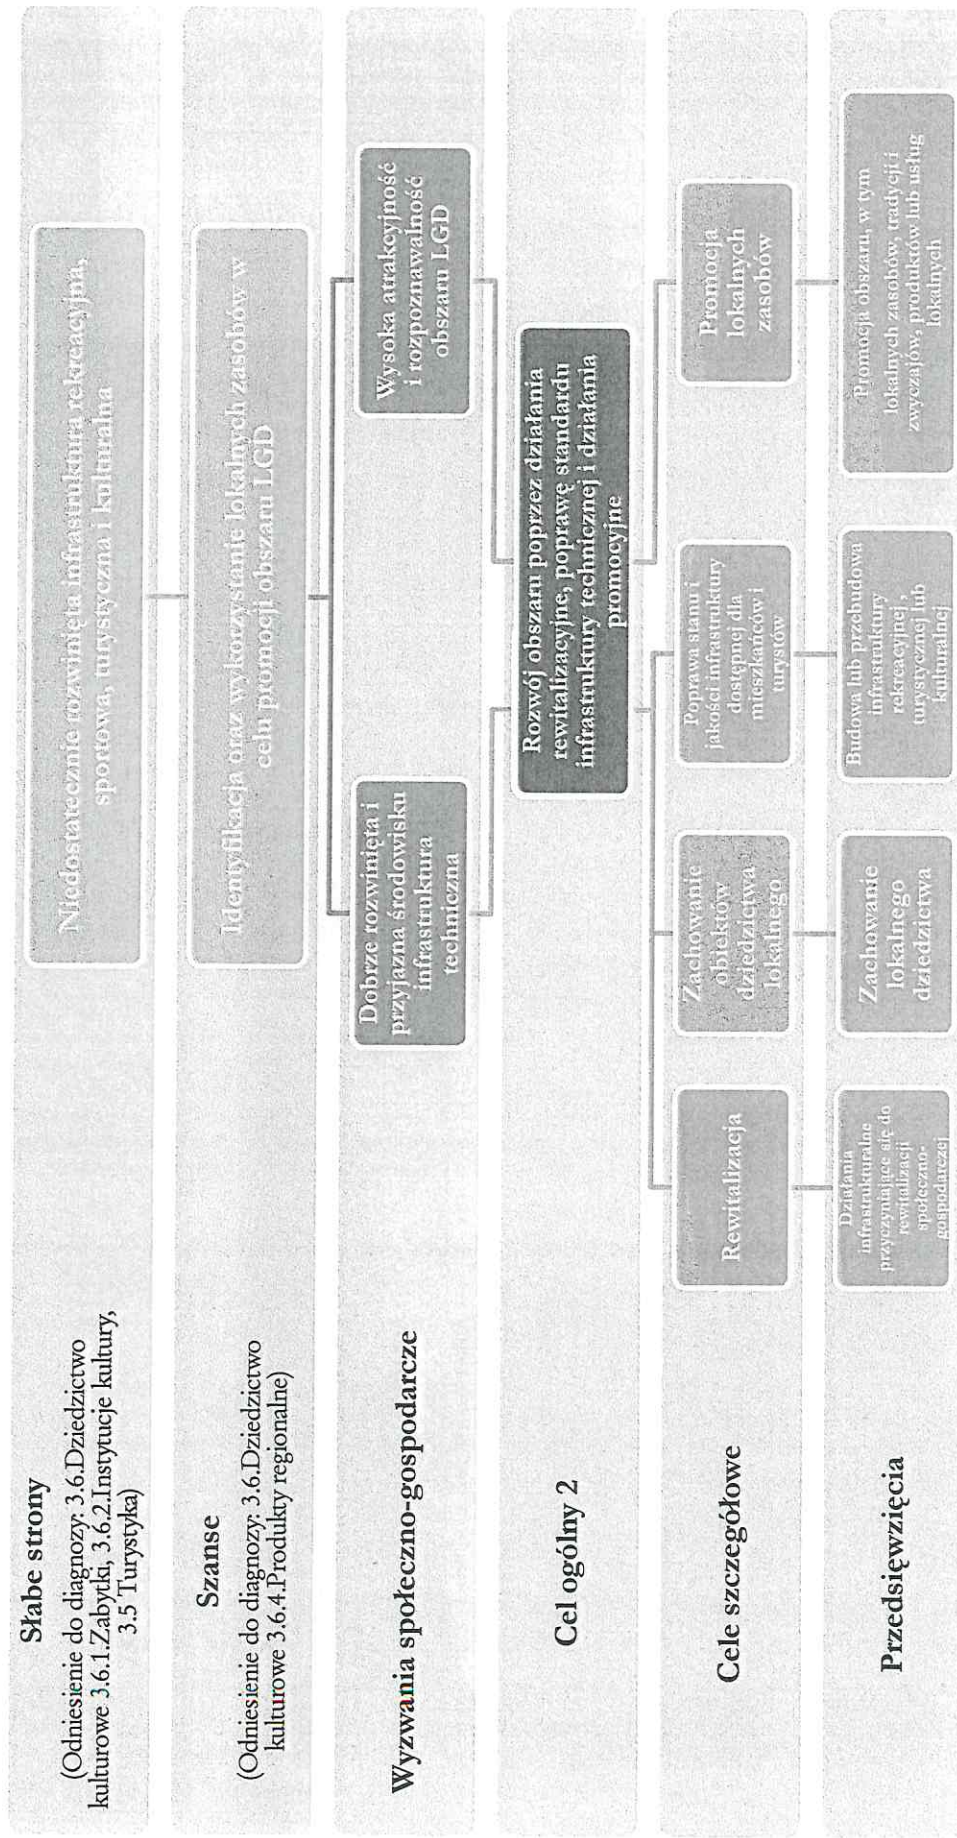 Słabe strony
(Odniesienie do diagnozy: 3.6.Dziedzictwo
kulturowe 3.6.1.Zabytki, 3.6.2.Instytucje kultury,
3.5 Turystyka)
Niedostatecznie rozwinięta infrastruktura rekreacyjna,
sportowa, turystyczna i kulturalna
Szanse
(Odniesienie do diagnozy: 3.6.Dziedzictwo
kulturowe 3.6.4.Produkty regionalne)
Identyfikacja oraz wykorzystanie lokalnych zasobów w
celu promocji obszaru LGD
Wyzwania społeczno-gospodarcze
Dobrze rozwinięta i
przyjazna środowisku
infrastruktura
techniczna
Wysoka atrakcyjność
i rozpoznawalność
obszaru LGD
Cel ogólny 2
Rozwój obszaru poprzez działania
rewitalizacyjne, poprawę standardu
infrastruktury technicznej i działania
promocyjne
Cele szczegółowe
Rewitalizacja
Zachowanie
obiektów
dziedzictwa
lokalnego
Poprawa stanu i
jakości infrastruktury
dostępnej dla
mieszkańców i
turystów
Promocja
lokalnych
zasobów
Przedsięwzięcia
Działania
infrastrukturalne
przyczyniające się do
rewitalizacji
społeczno-
gospodarczej
Zachowanie
lokalnego
dziedzictwa
Budowa lub przebudowa
infrastruktury
rekreacyjnej ,
turystycznej lub
kulturalnej
Promocja obszaru, w tym
lokalnych zasobów, tradycji i
zwyczajów, produktów lub usług
lokalnych